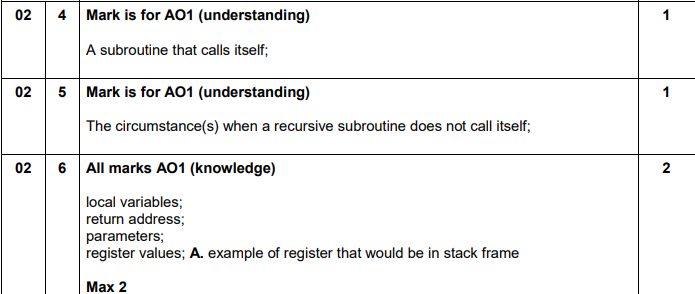 02 4 Mark is for AO1 (understanding) 1
A subroutine that calls itself;
02 5 Mark is for AO1 (understanding) 1
The circumstance(s) when a recursive subroutine does not call itself;
02 6 All marks AO1 (knowledge) 2
local variables;
return address;
parameters;
register values; A. example of register that would be in stack frame
Max 2